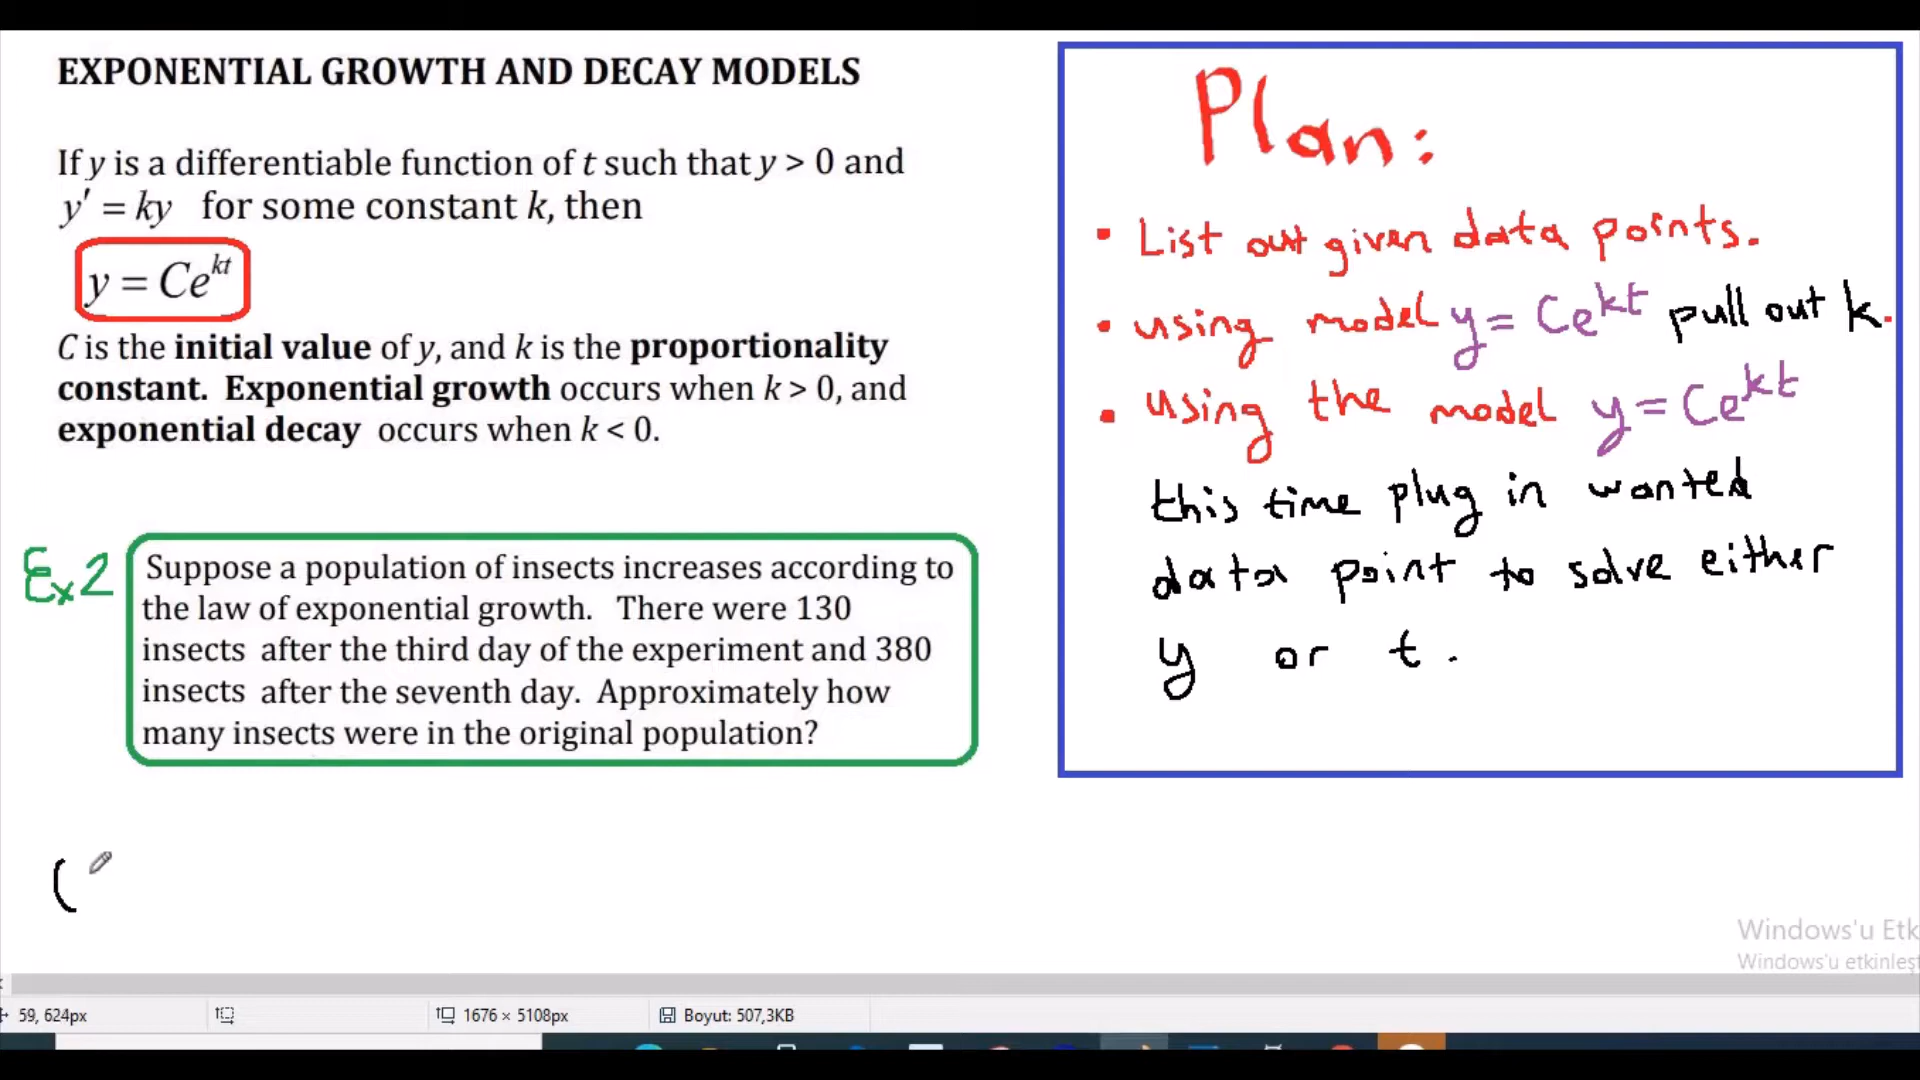 EXPONENTIAL GROWTH AND DECAY MODELS
If y is a differentiable function of t such that y > 0 and
y′ = ky for some constant k, then
y = Ce^kt
C is the initial value of y, and k is the proportionality
constant. Exponential growth occurs when k > 0, and
exponential decay occurs when k < 0.
Ex2
Suppose a population of insects increases according to
the law of exponential growth. There were 130
insects after the third day of the experiment and 380
insects after the seventh day. Approximately how
many insects were in the original population?
(
Plan:
• List out given data points.
• using model y = Ce^kt pull out k.
• using the model y = Ce^kt
this time plug in wanted
data point to solve either
y or t.
Windows'u Etk
Windows'u etkinleşt
59, 624px
1676 × 5108px
Boyut: 507,3KB